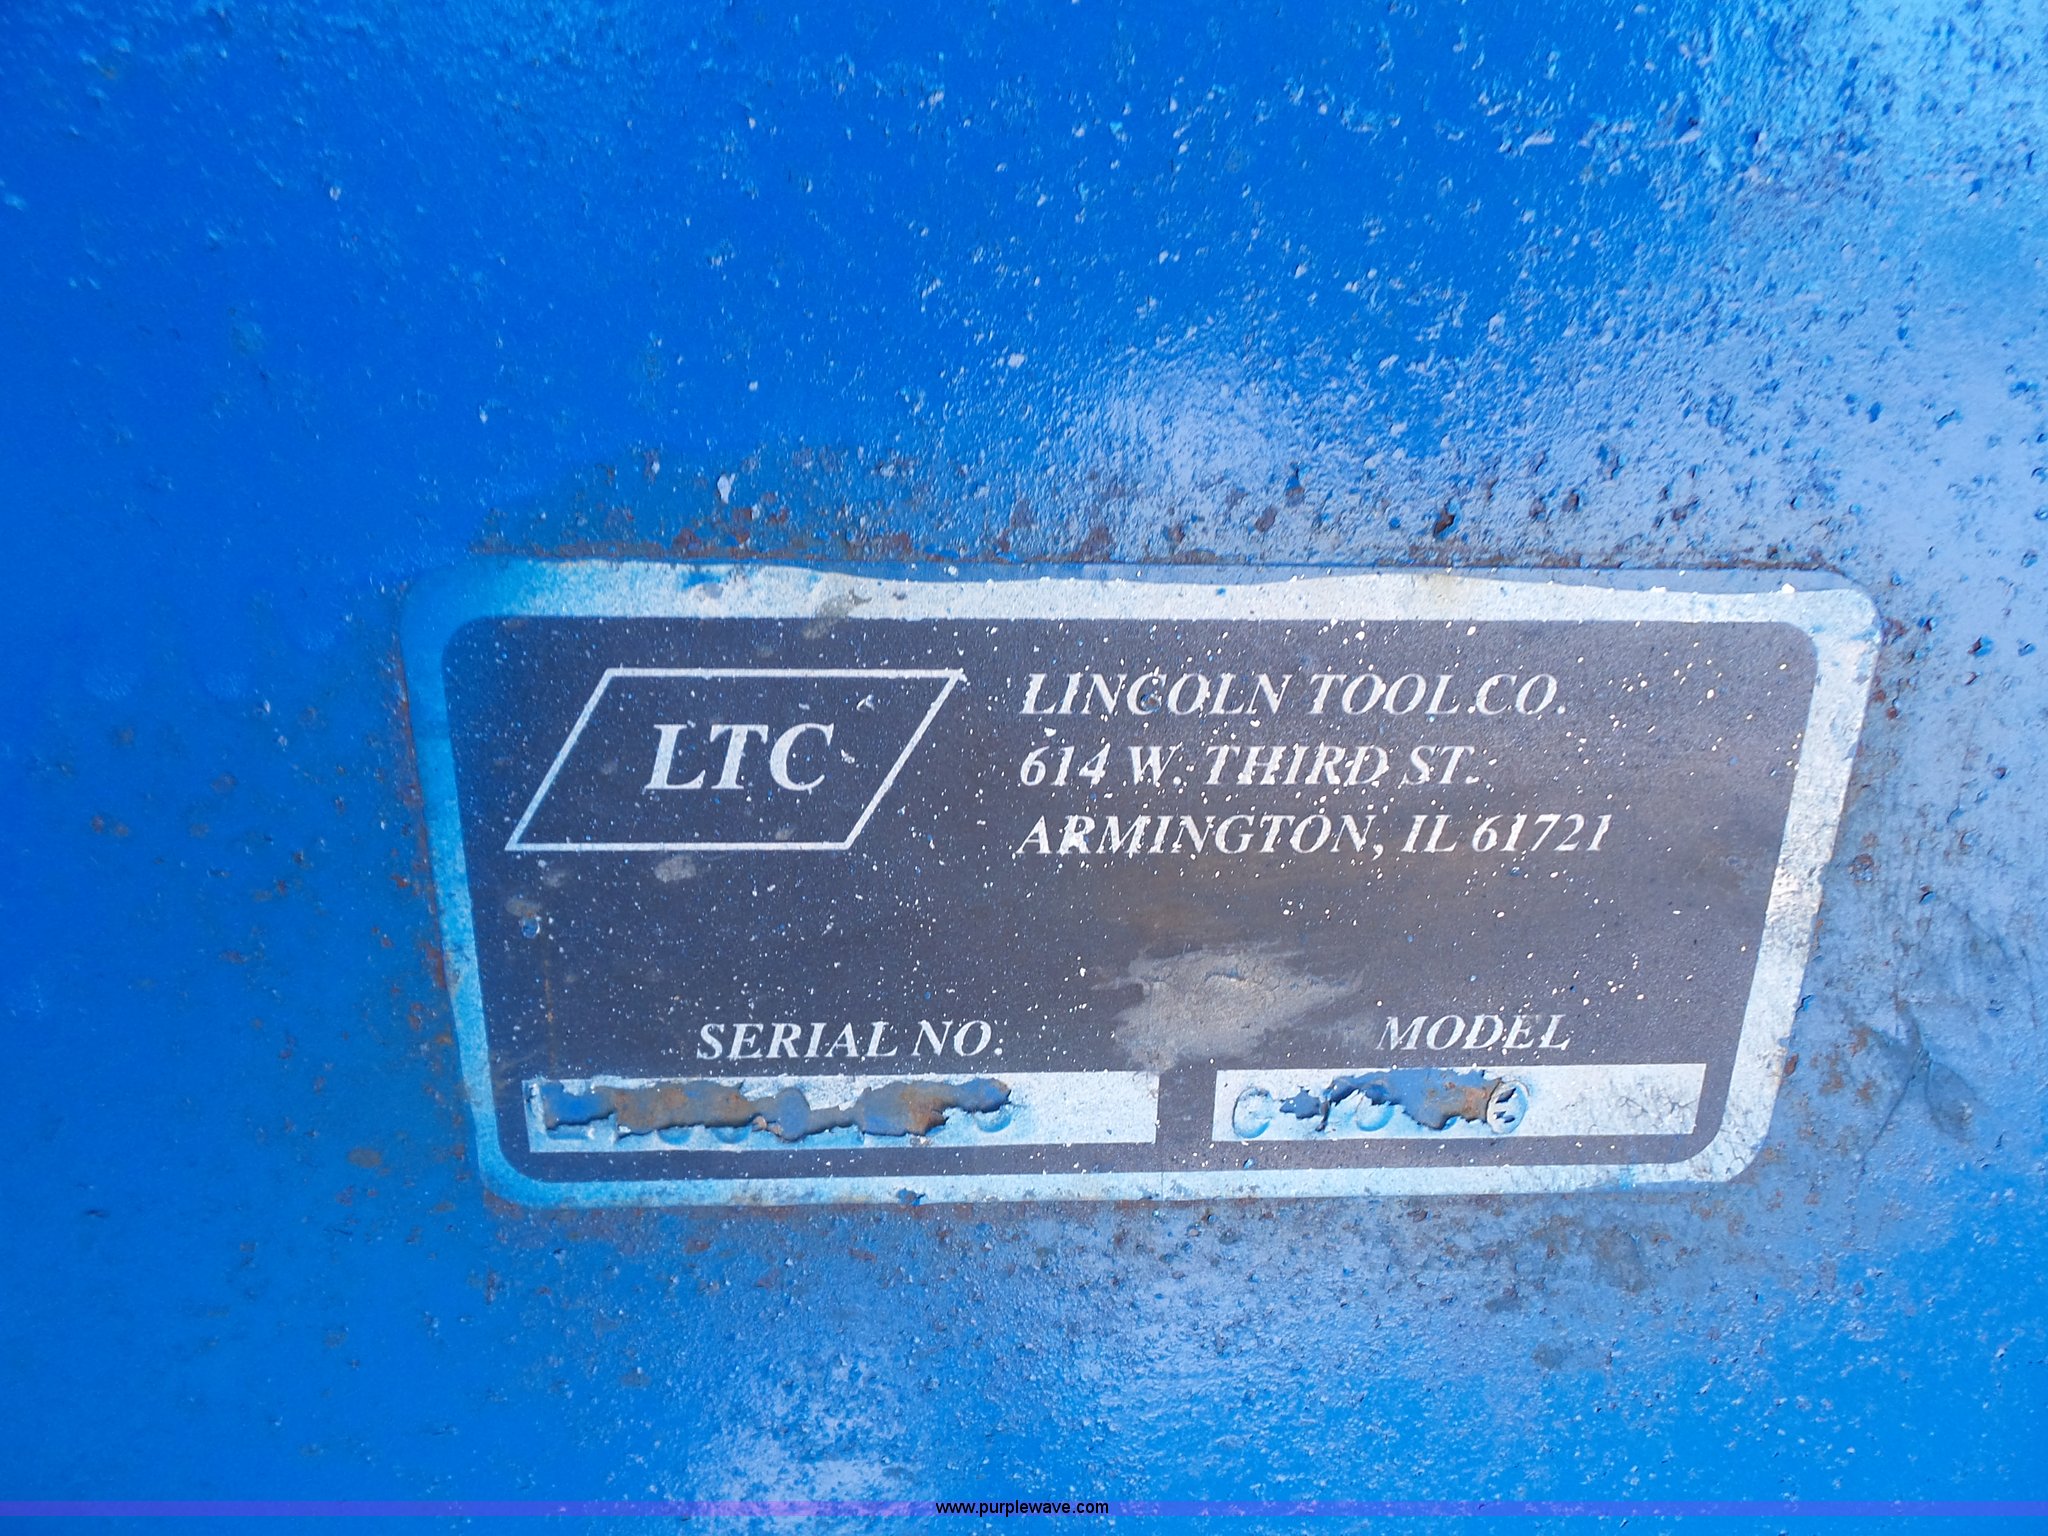 LTC
LINCOLN TOOL CO.
614 W. THIRD ST.
ARMINGTON, IL 61721
SERIAL NO.
MODEL
www.purplewave.com